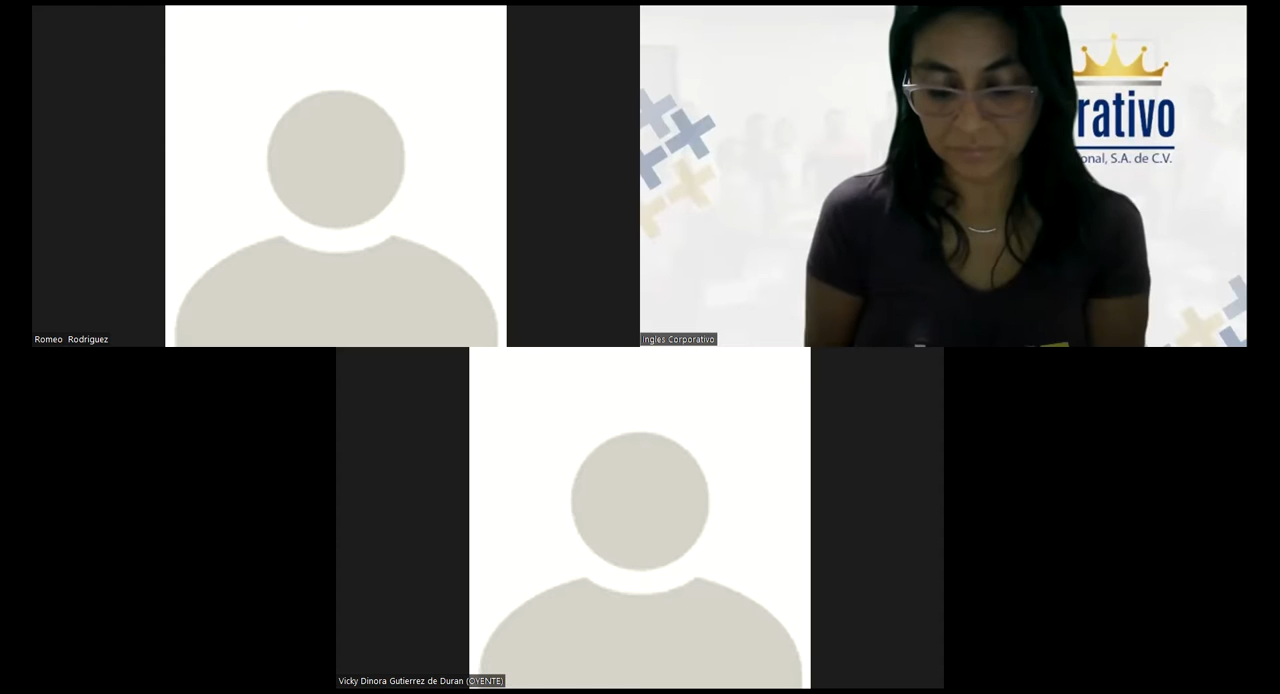 rativo
onal, S.A. de C.V.
Romeo Rodriguez
Ingles Corporativo
Vicky Dinora Gutierrez de Duran (OYENTE)